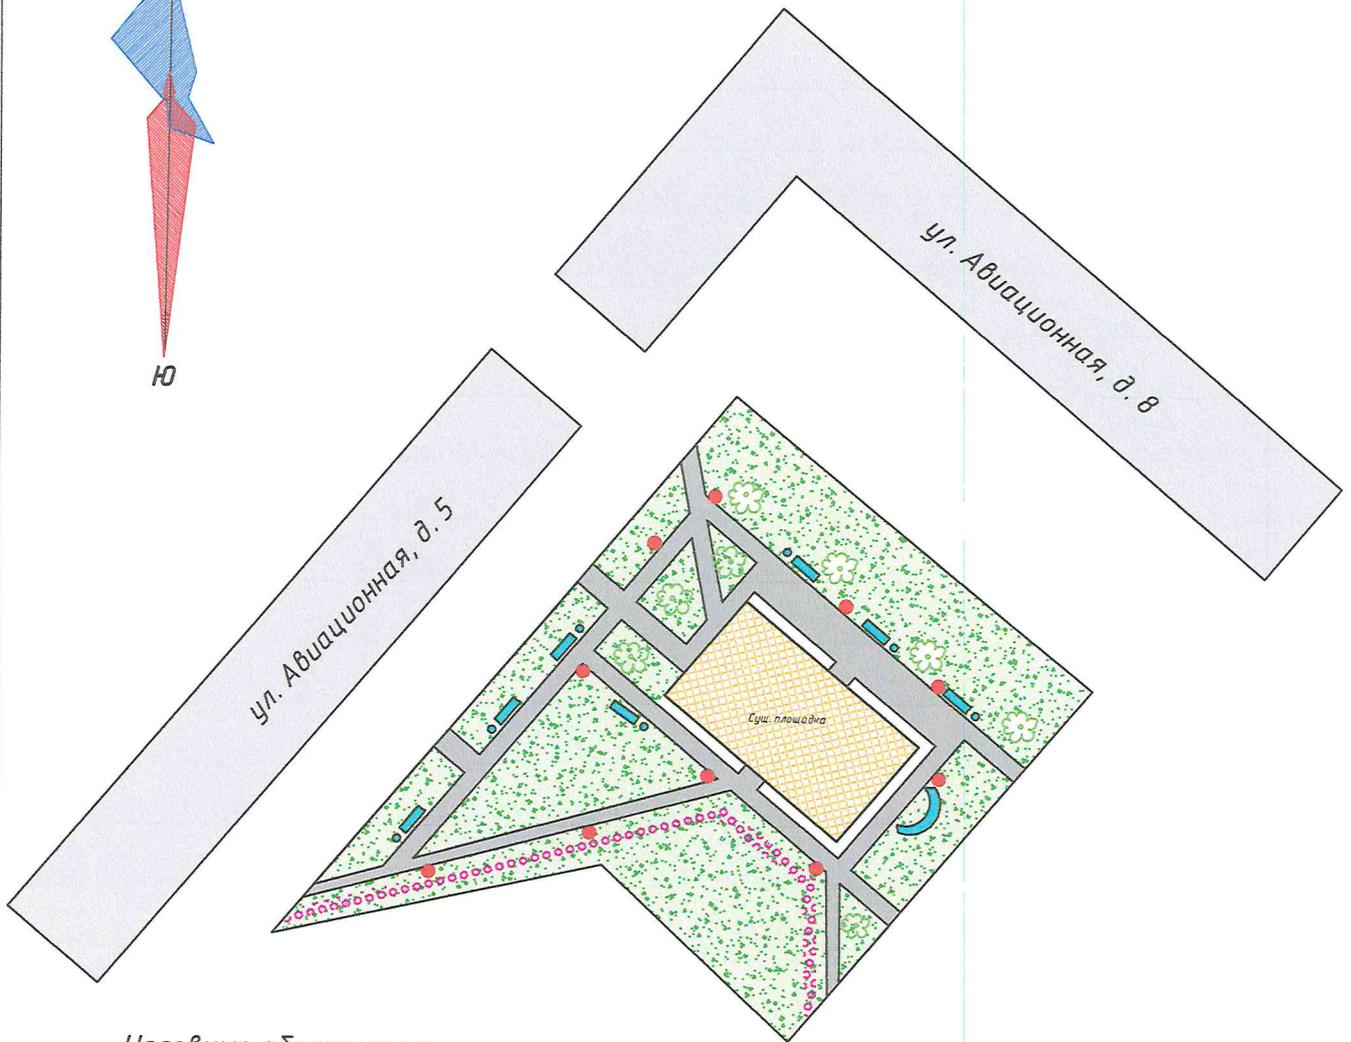 Ю
ул. Авиационная, д. 8
ул. Авиационная, д. 5
Сущ. площадка